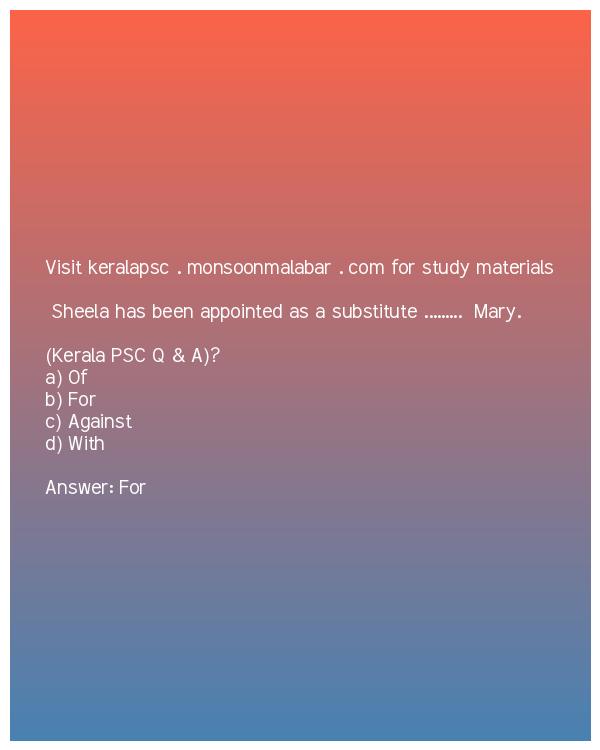 Visit keralapsc . monsoonmalabar . com for study materials
Sheela has been appointed as a substitute ......... Mary.
(Kerala PSC Q & A)?
a) Of
b) For
c) Against
d) With
Answer: For